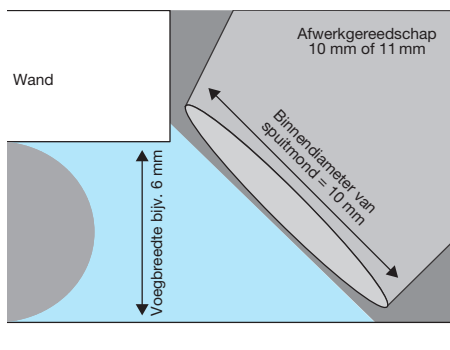 Afwerkgereedschap
10 mm of 11 mm
Wand
Binnendiameter van
spuitmond = 10 mm
Voegbreedte bijv. 6 mm